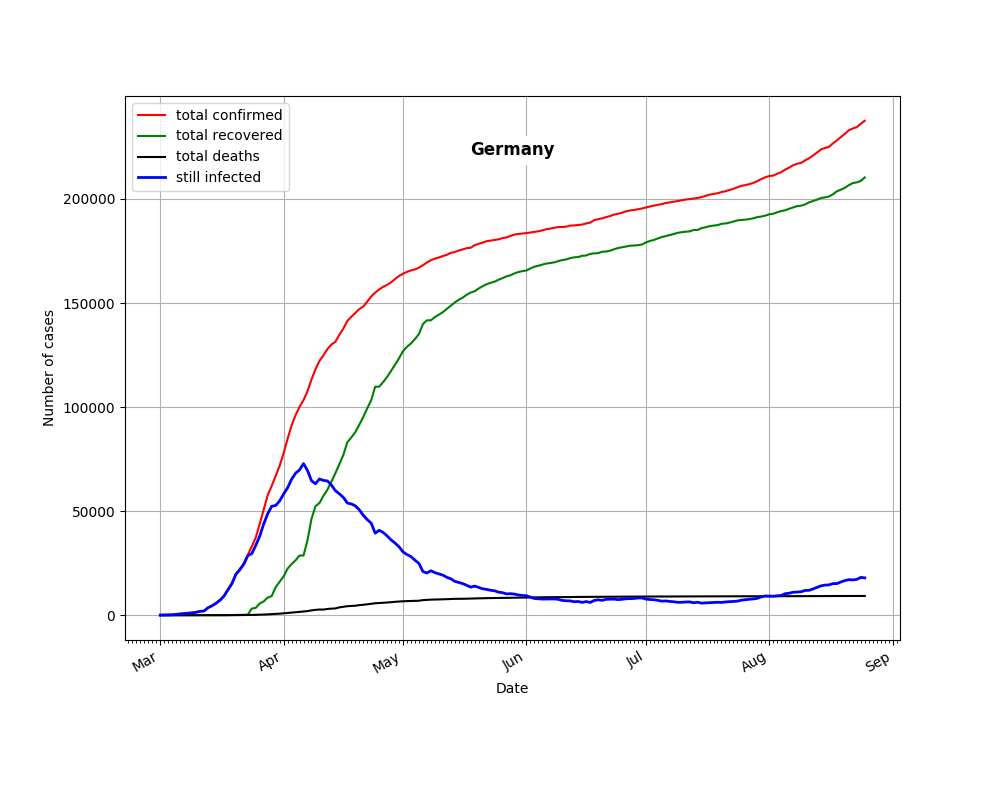 Germany
total confirmed
total recovered
total deaths
still infected
200000
150000
100000
50000
0
Number of cases
Mar
Apr
May
Jun
Jul
Aug
Sep
Date